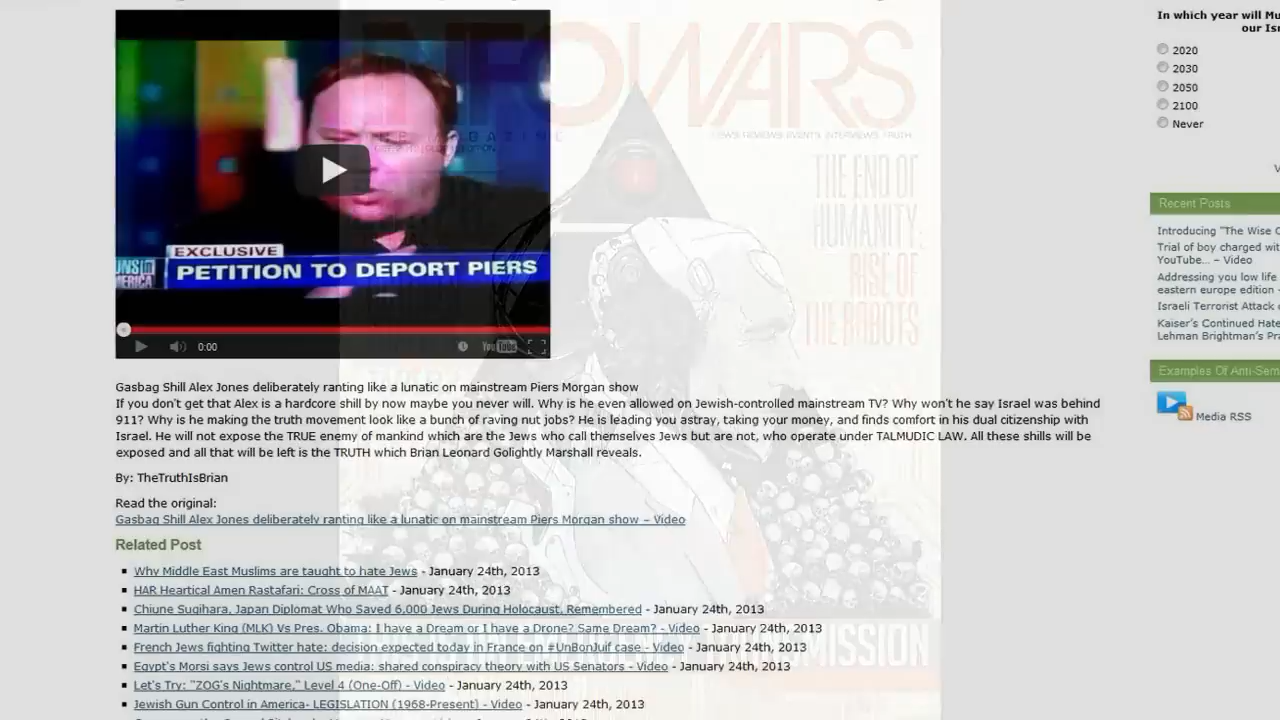 INFOWARS
THE MAGAZINE
In which year will Mu
our Isr
2020
2030
2050
2100
Never
THE END OF
HUMANITY:
RISE OF
THE ROBOTS
EXCLUSIVE
GUNS IN
AMERICA
PETITION TO DEPORT PIERS
0:00
YouTube
Recent Posts
Introducing "The Wise C
Trial of boy charged wit
YouTube... – Video
Addressing you low life
eastern europe edition -
Israeli Terrorist Attack
Kaiser's Continued Hate
Lehman Brightman's Pra
Examples Of Anti-Sem
Media RSS
Gasbag Shill Alex Jones deliberately ranting like a lunatic on mainstream Piers Morgan show
If you don't get that Alex is a hardcore shill by now maybe you never will. Why is he even allowed on Jewish-controlled mainstream TV? Why won't he say Israel was behind
911? Why is he making the truth movement look like a bunch of raving nut jobs? He is leading you astray, taking your money, and finds comfort in his dual citizenship with
Israel. He will not expose the TRUE enemy of mankind which are the Jews who call themselves Jews but are not, who operate under TALMUDIC LAW. All these shills will be
exposed and all that will be left is the TRUTH which Brian Leonard Golightly Marshall reveals.
By: TheTruthIsBrian
Read the original:
Gasbag Shill Alex Jones deliberately ranting like a lunatic on mainstream Piers Morgan show – Video
Related Post
Why Middle East Muslims are taught to hate Jews - January 24th, 2013
HAR Heartical Amen Rastafari: Cross of MAAT - January 24th, 2013
Chiune Sugihara, Japan Diplomat Who Saved 6,000 Jews During Holocaust, Remembered - January 24th, 2013
Martin Luther King (MLK) Vs Pres. Obama: I have a Dream or I have a Drone? Same Dream? - Video - January 24th, 2013
French Jews fighting Twitter hate: decision expected today in France on #UnBonJuif case - Video - January 24th, 2013
Egypt's Morsi says Jews control US media; shared conspiracy theory with US Senators - Video - January 24th, 2013
Let's Try: "ZOG's Nightmare," Level 4 (One-Off) - Video - January 24th, 2013
Jewish Gun Control in America- LEGISLATION (1968-Present) - Video - January 24th, 2013